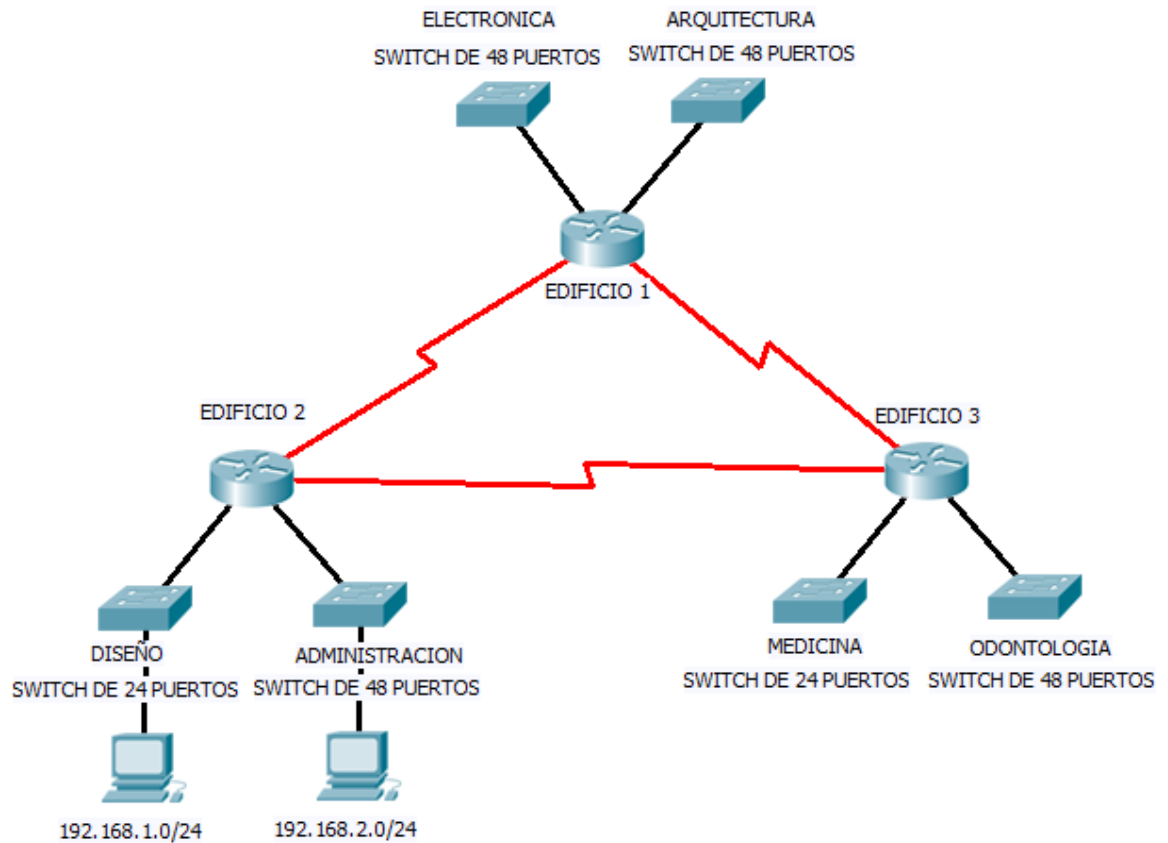 ELECTRONICA
SWITCH DE 48 PUERTOS
ARQUITECTURA
SWITCH DE 48 PUERTOS
EDIFICIO 1
EDIFICIO 2
EDIFICIO 3
DISEÑO
SWITCH DE 24 PUERTOS
ADMINISTRACION
SWITCH DE 48 PUERTOS
MEDICINA
SWITCH DE 24 PUERTOS
ODONTOLOGIA
SWITCH DE 48 PUERTOS
192.168.1.0/24
192.168.2.0/24